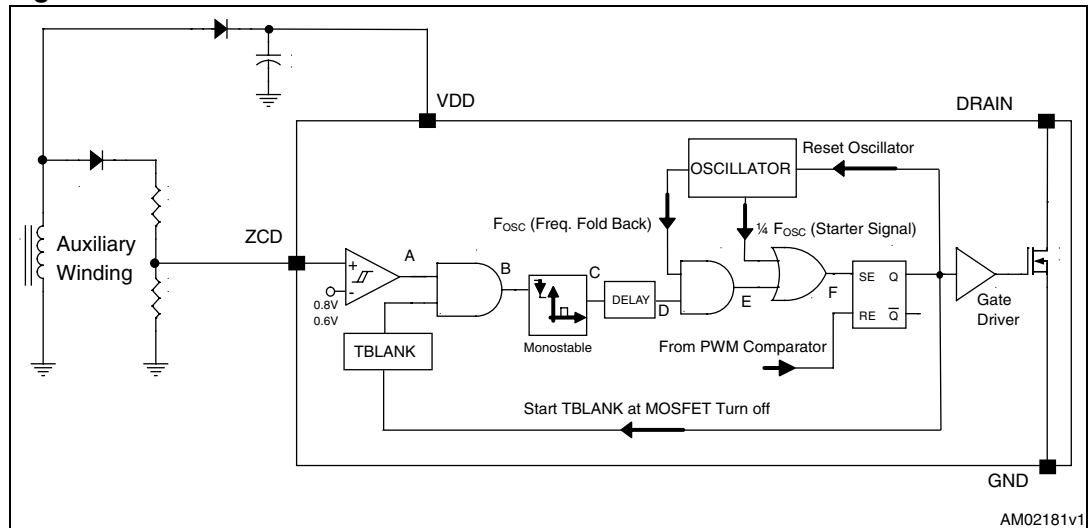 VDD
DRAIN
Reset Oscillator
OSCILLATOR
FOSC (Freq. Fold Back)
¼ FOSC (Starter Signal)
Auxiliary
Winding
ZCD
A
B
C
D
E
F
+
-
0.8V
0.6V
TBLANK
Monostable
DELAY
SE Q
RE Q̅
Gate
Driver
From PWM Comparator
Start TBLANK at MOSFET Turn off
GND
AM02181v1